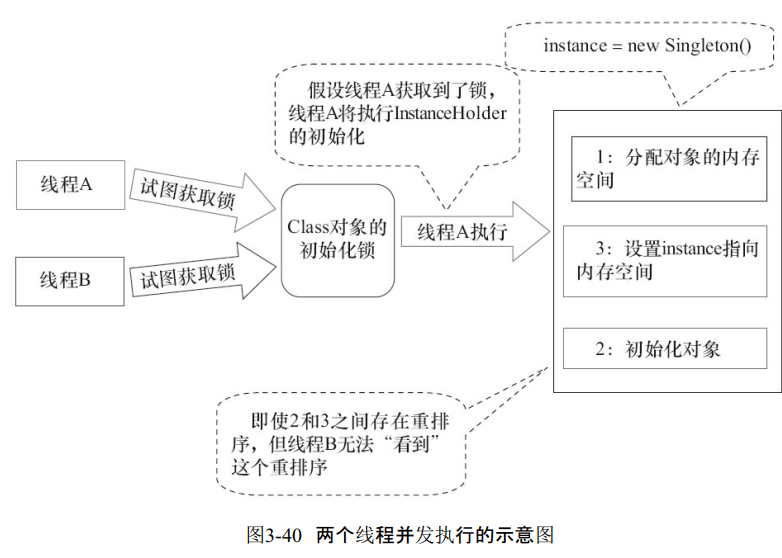 instance = new Singleton()
假设线程A获取到了锁，
线程A将执行InstanceHolder
的初始化
1：分配对象的内存
空间
线程A
试图获取锁
Class对象的
初始化锁
线程A执行
3：设置instance指向
内存空间
线程B
试图获取锁
2：初始化对象
即使2和3之间存在重排
序，但线程B无法“看到”
这个重排序
图3-40 两个线程并发执行的示意图